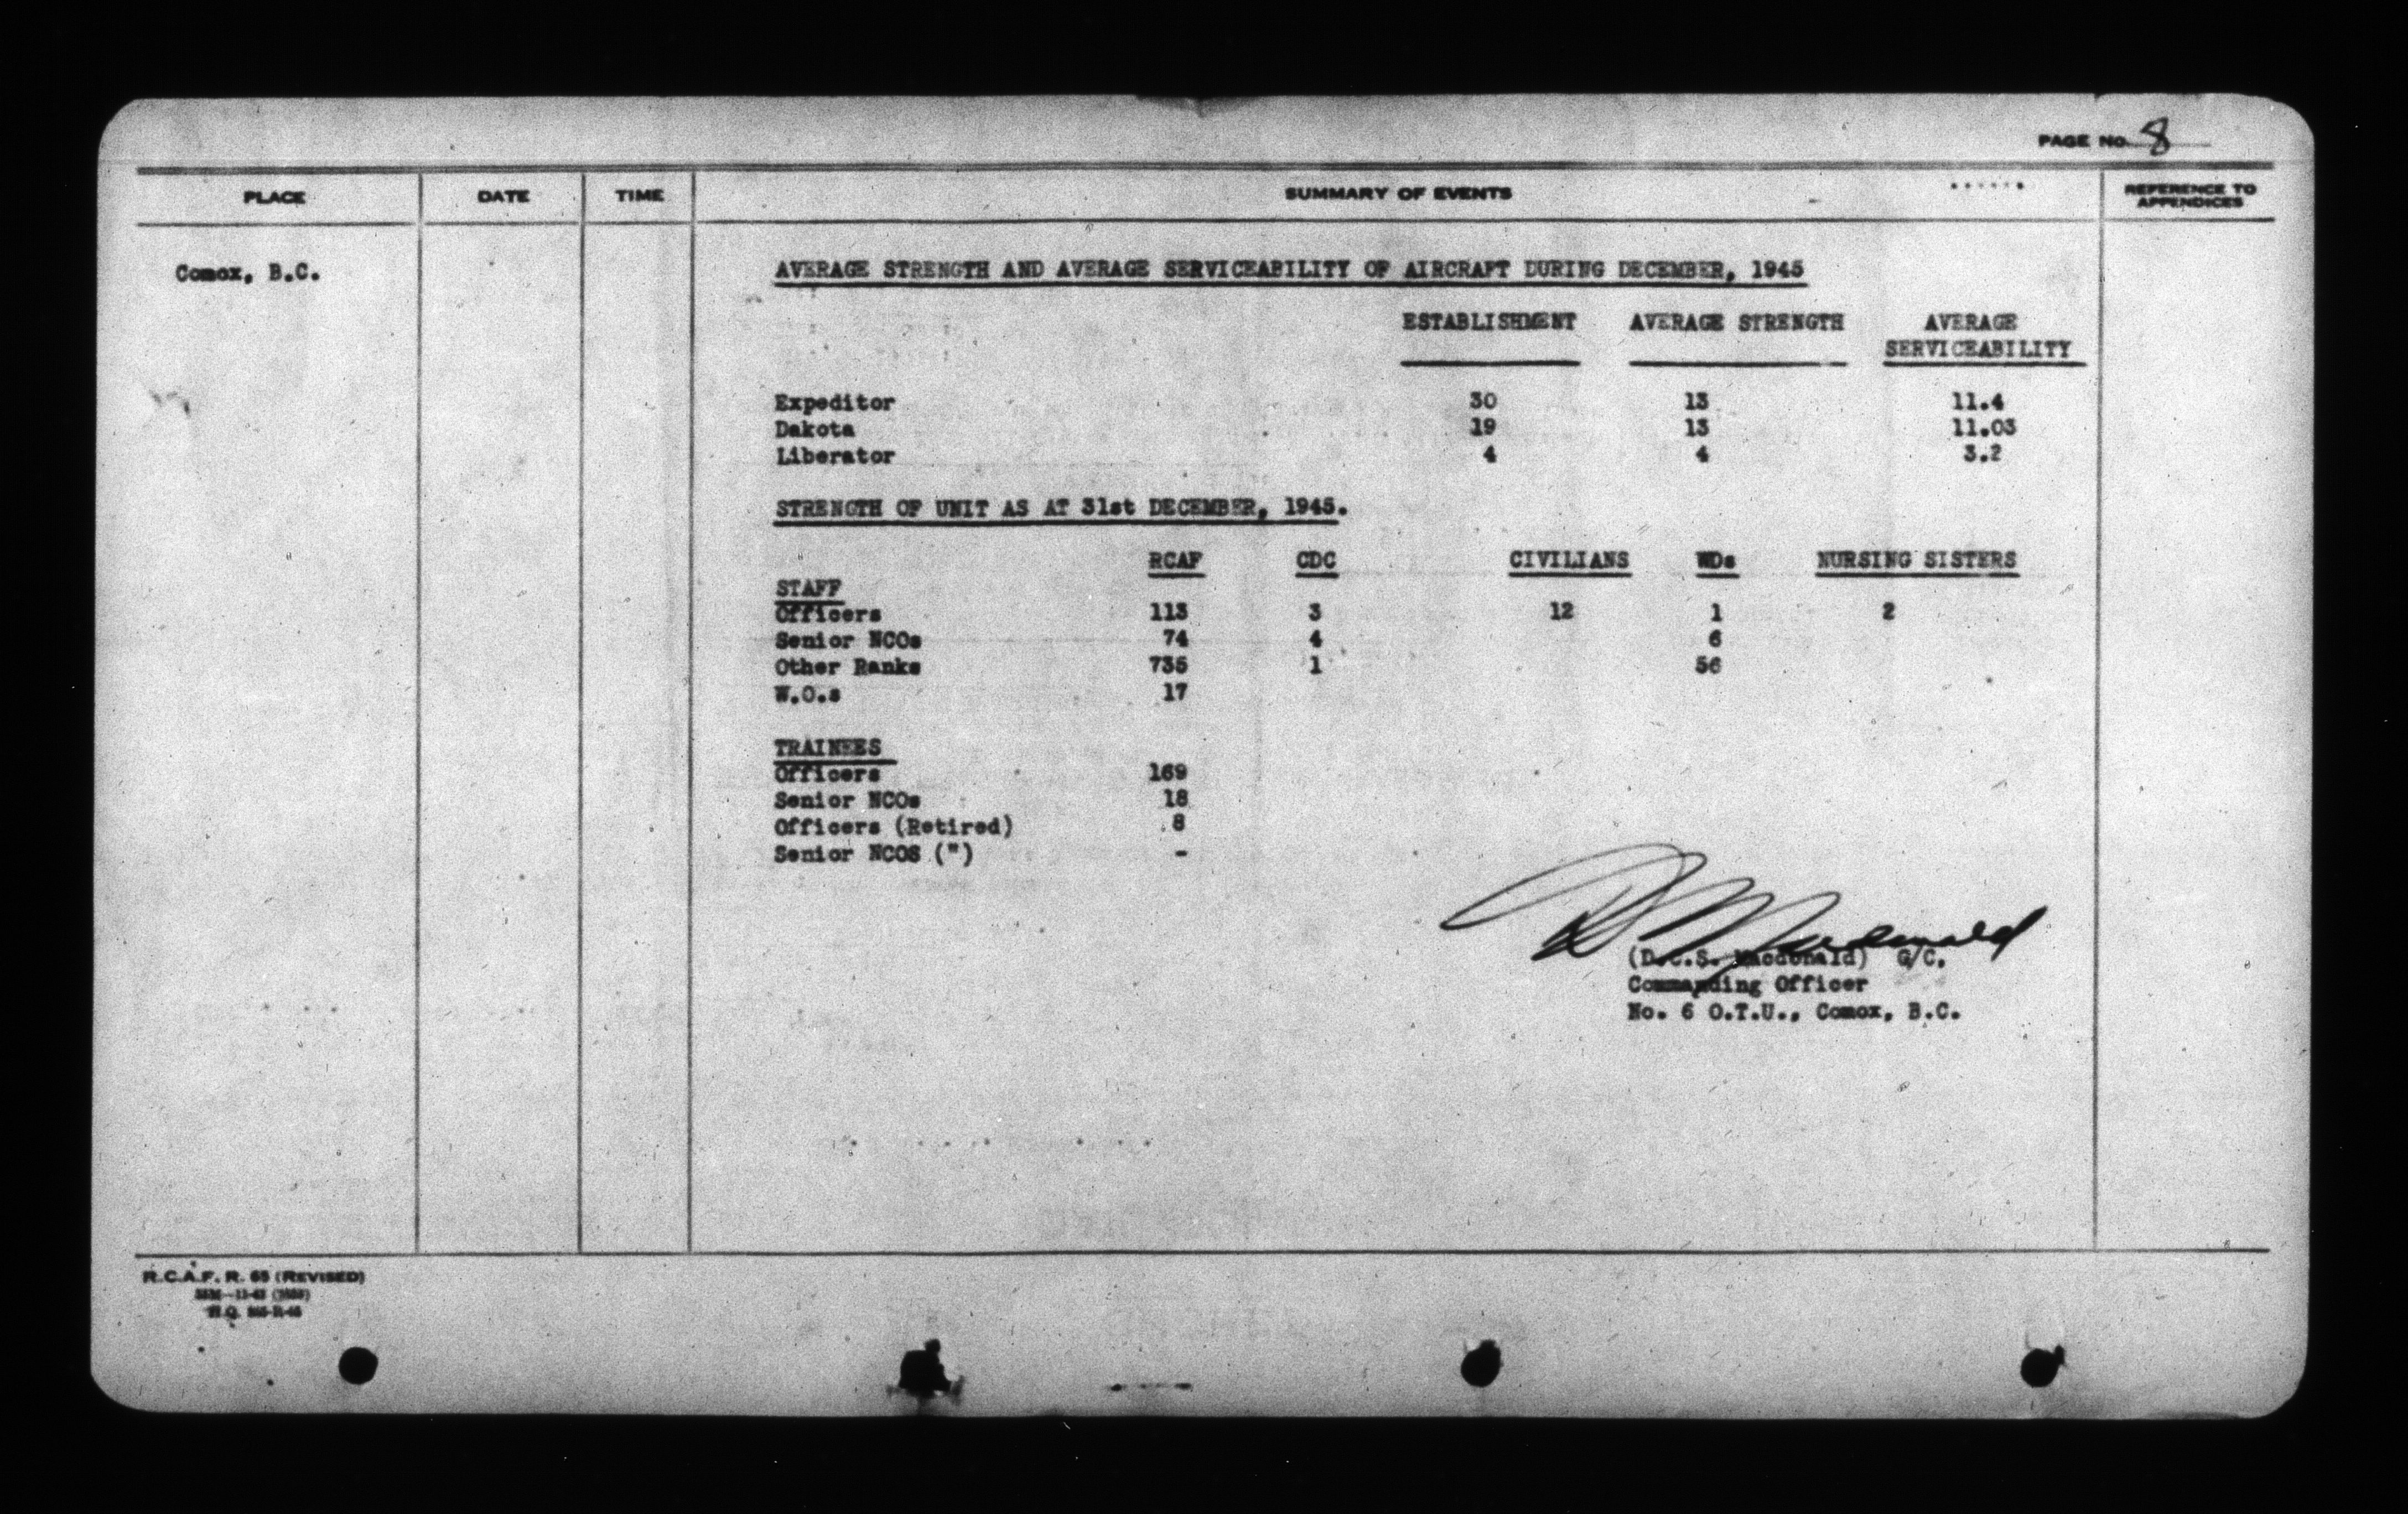 PAGE NO. 8
PLACE DATE TIME SUMMARY OF EVENTS REFERENCE TO APPENDICES
Comox, B.C.
AVERAGE STRENGTH AND AVERAGE SERVICEABILITY OF AIRCRAFT DURING DECEMBER, 1945
ESTABLISHMENT AVERAGE STRENGTH AVERAGE SERVICEABILITY
Expeditor 30 13 11.4
Dakota 19 13 11.03
Liberator 4 4 3.2
STRENGTH OF UNIT AS AT 31st DECEMBER, 1945.
RCAF CDC CIVILIANS WDs NURSING SISTERS
STAFF
Officers 113 3 12 1 2
Senior NCOs 74 4 6
Other Ranks 735 1 56
W.O.s 17
TRAINEES
Officers 169
Senior NCOs 18
Officers (Retired) 8
Senior NCOS (") -
(D.C.S. Macdonald) G/C,
Commanding Officer
No. 6 O.T.U., Comox, B.C.
R.C.A.F. R. 65 (REVISED)